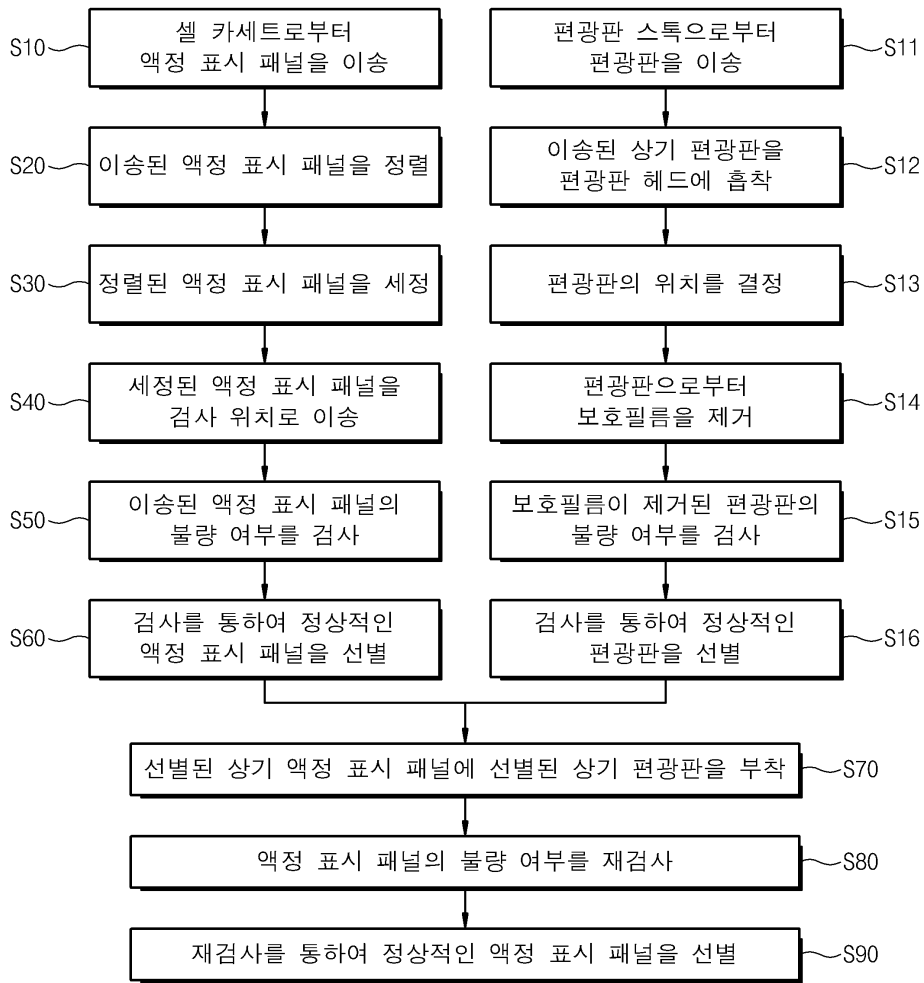 S10
셀 카세트로부터
액정 표시 패널을 이송
편광판 스톡으로부터
편광판을 이송
S11
S20
이송된 액정 표시 패널을 정렬
이송된 상기 편광판을
편광판 헤드에 흡착
S12
S30
정렬된 액정 표시 패널을 세정
편광판의 위치를 결정
S13
S40
세정된 액정 표시 패널을
검사 위치로 이송
편광판으로부터
보호필름을 제거
S14
S50
이송된 액정 표시 패널의
불량 여부를 검사
보호필름이 제거된 편광판의
불량 여부를 검사
S15
S60
검사를 통하여 정상적인
액정 표시 패널을 선별
검사를 통하여 정상적인
편광판을 선별
S16
선별된 상기 액정 표시 패널에 선별된 상기 편광판을 부착
S70
액정 표시 패널의 불량 여부를 재검사
S80
재검사를 통하여 정상적인 액정 표시 패널을 선별
S90